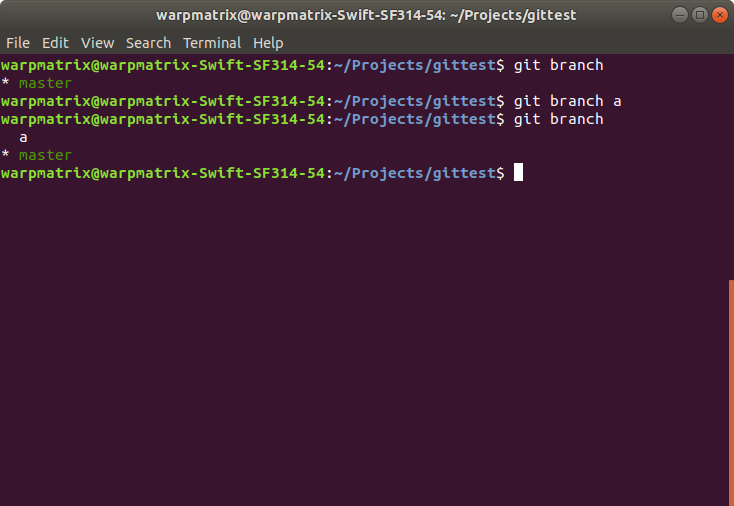 warpmatrix@warpmatrix-Swift-SF314-54: ~/Projects/gittest
File Edit View Search Terminal Help
warpmatrix@warpmatrix-Swift-SF314-54:~/Projects/gittest$ git branch
* master
warpmatrix@warpmatrix-Swift-SF314-54:~/Projects/gittest$ git branch a
warpmatrix@warpmatrix-Swift-SF314-54:~/Projects/gittest$ git branch
  a
* master
warpmatrix@warpmatrix-Swift-SF314-54:~/Projects/gittest$